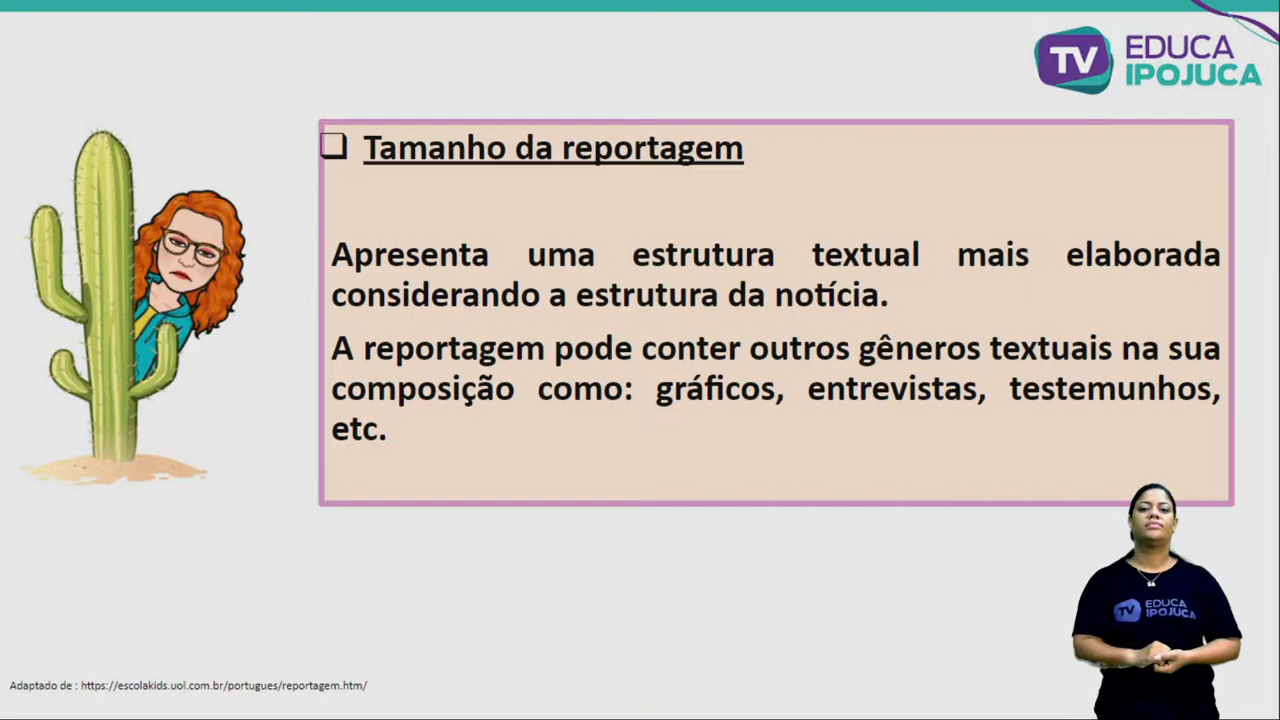 TV EDUCA
IPOJUCA
Tamanho da reportagem
Apresenta uma estrutura textual mais elaborada
considerando a estrutura da notícia.
A reportagem pode conter outros gêneros textuais na sua
composição como: gráficos, entrevistas, testemunhos,
etc.
TV EDUCA
IPOJUCA
Adaptado de : https://escolakids.uol.com.br/portugues/reportagem.htm/